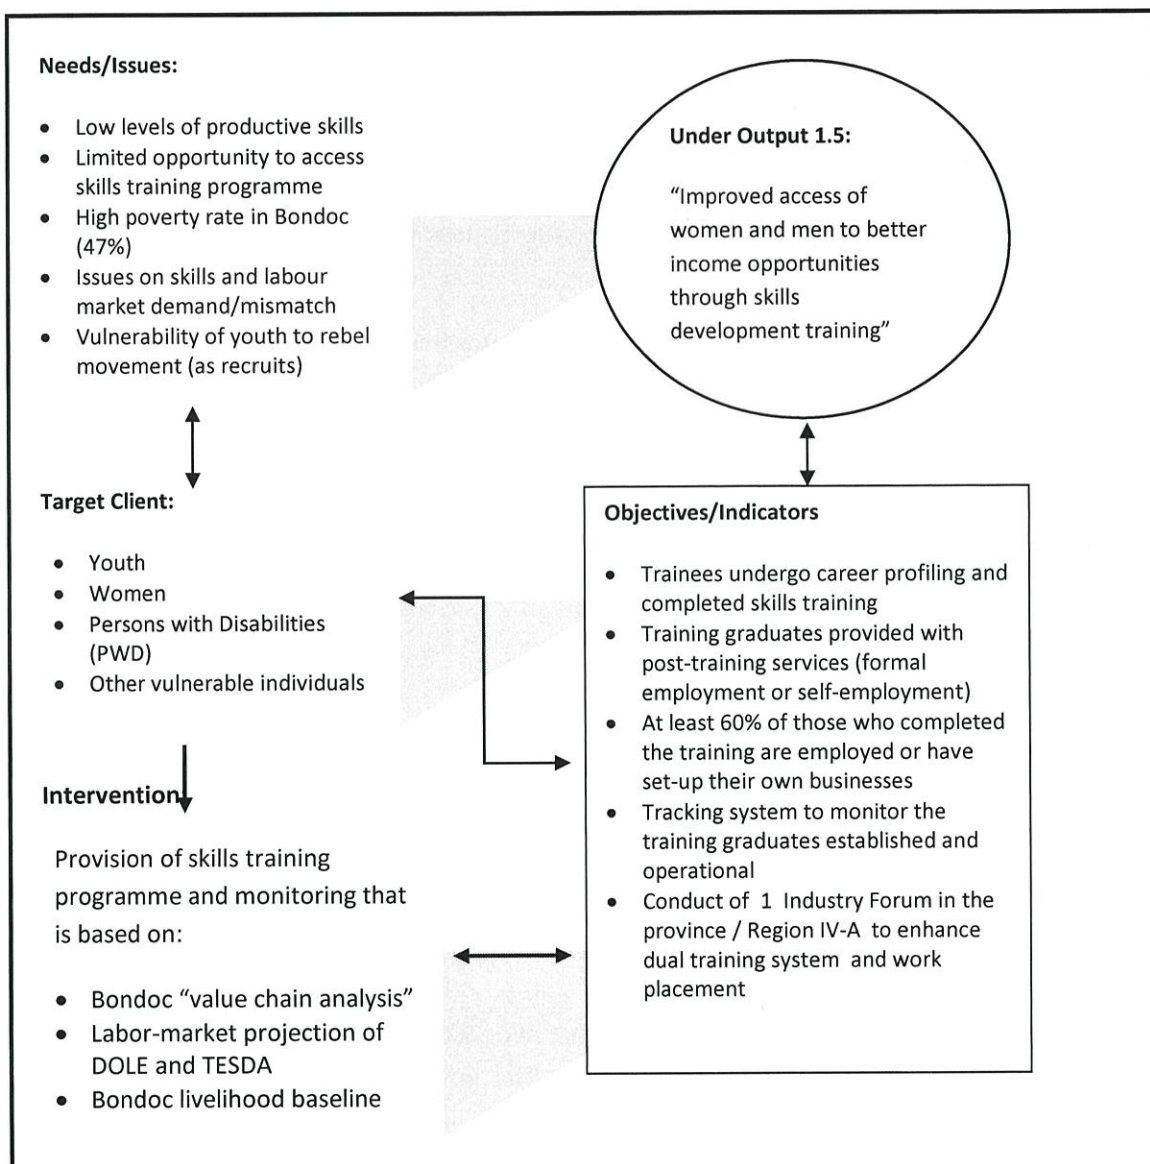 Needs/Issues:
• Low levels of productive skills
• Limited opportunity to access
skills training programme
• High poverty rate in Bondoc
(47%)
• Issues on skills and labour
market demand/mismatch
• Vulnerability of youth to rebel
movement (as recruits)
Under Output 1.5:
“Improved access of
women and men to better
income opportunities
through skills
development training”
Target Client:
• Youth
• Women
• Persons with Disabilities
(PWD)
• Other vulnerable individuals
Objectives/Indicators
• Trainees undergo career profiling and
completed skills training
• Training graduates provided with
post-training services (formal
employment or self-employment)
• At least 60% of those who completed
the training are employed or have
set-up their own businesses
• Tracking system to monitor the
training graduates established and
operational
• Conduct of 1 Industry Forum in the
province / Region IV-A to enhance
dual training system and work
placement
Intervention
Provision of skills training
programme and monitoring that
is based on:
• Bondoc “value chain analysis”
• Labor-market projection of
DOLE and TESDA
• Bondoc livelihood baseline